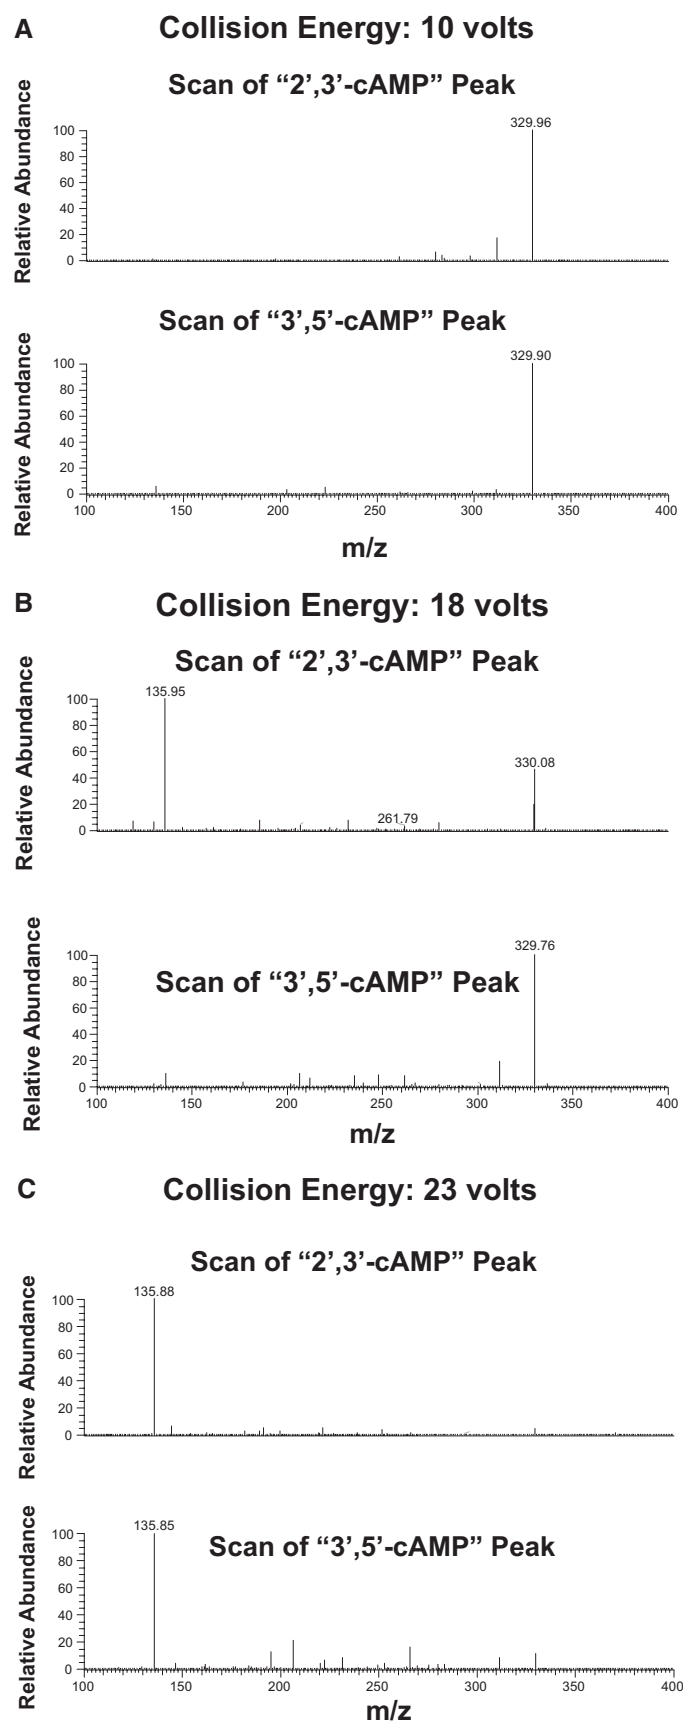 A
Collision Energy: 10 volts
Scan of “2’,3’-cAMP” Peak
Relative Abundance
100
80
60
40
20
0
329.96
Scan of “3’,5’-cAMP” Peak
Relative Abundance
100
80
60
40
20
0
329.90
100 150 200 250 300 350 400
m/z
B
Collision Energy: 18 volts
Scan of “2’,3’-cAMP” Peak
Relative Abundance
100
80
60
40
20
0
135.95
261.79
330.08
Scan of “3’,5’-cAMP” Peak
Relative Abundance
100
80
60
40
20
0
329.76
100 150 200 250 300 350 400
m/z
C
Collision Energy: 23 volts
Scan of “2’,3’-cAMP” Peak
Relative Abundance
100
80
60
40
20
0
135.88
Scan of “3’,5’-cAMP” Peak
Relative Abundance
100
80
60
40
20
0
135.85
100 150 200 250 300 350 400
m/z